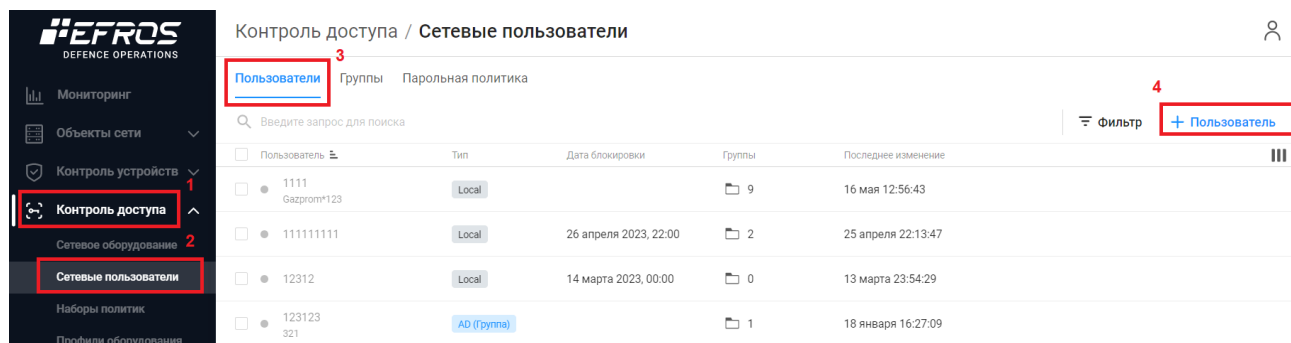 EFROS
DEFENCE OPERATIONS
Мониторинг
Объекты сети
Контроль устройств
1
Контроль доступа
Сетевое оборудование 2
Сетевые пользователи
Наборы политик
Профили оборудования
Контроль доступа / Сетевые пользователи
3
Пользователи Группы Парольная политика
4
Введите запрос для поиска Фильтр + Пользователь
Пользователь Тип Дата блокировки Группы Последнее изменение
1111 Local 9 16 мая 12:56:43
Gazprom*123
111111111 Local 26 апреля 2023, 22:00 2 25 апреля 22:13:47
12312 Local 14 марта 2023, 00:00 0 13 марта 23:54:29
123123 AD (Группа) 1 18 января 16:27:09
321